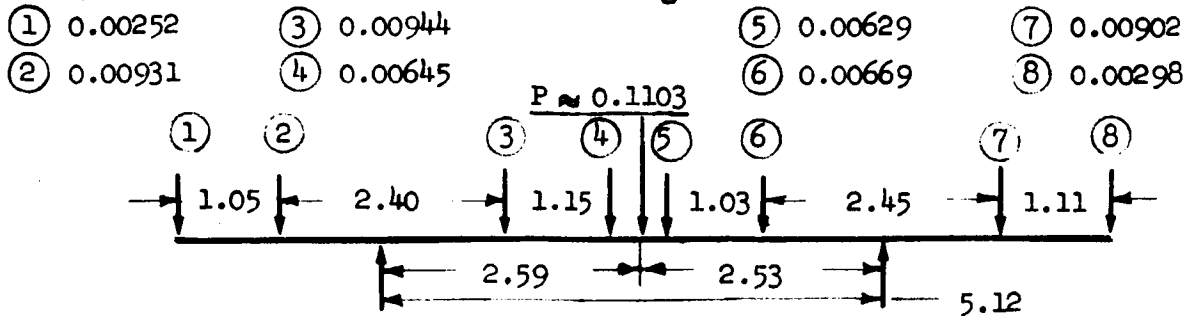 ① 0.00252 ③ 0.00944 ⑤ 0.00629 ⑦ 0.00902
② 0.00931 ④ 0.00645 ⑥ 0.00669 ⑧ 0.00298
P ≈ 0.1103
① ② ③ ④ ⑤ ⑥ ⑦ ⑧
1.05 2.40 1.15 1.03 2.45 1.11
2.59 2.53
5.12